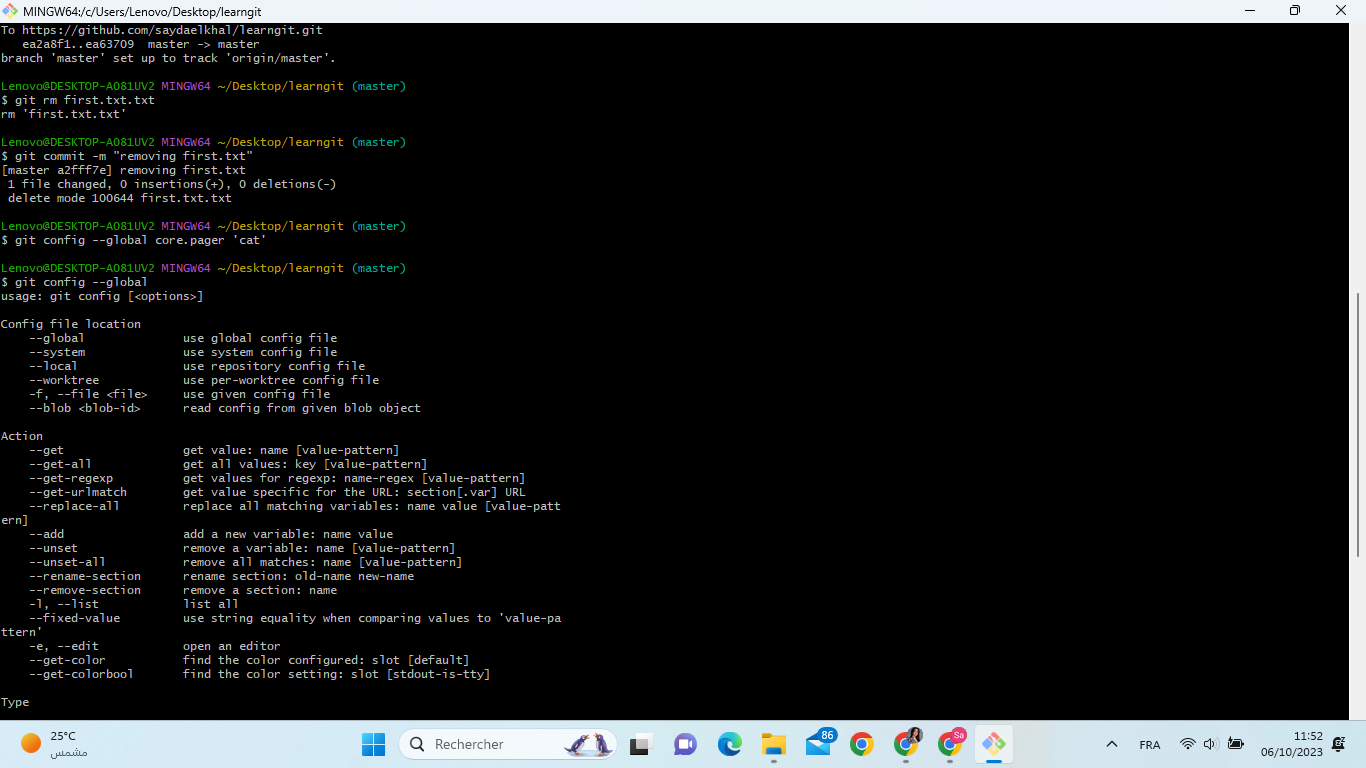 MINGW64:/c/Users/Lenovo/Desktop/learngit
To https://github.com/saydaelkhal/learngit.git
   ea2a8f1..ea63709  master -> master
branch 'master' set up to track 'origin/master'.

Lenovo@DESKTOP-AO81UV2 MINGW64 ~/Desktop/learngit (master)
$ git rm first.txt.txt
rm 'first.txt.txt'

Lenovo@DESKTOP-AO81UV2 MINGW64 ~/Desktop/learngit (master)
$ git commit -m "removing first.txt"
[master a2fff7e] removing first.txt
 1 file changed, 0 insertions(+), 0 deletions(-)
 delete mode 100644 first.txt.txt

Lenovo@DESKTOP-AO81UV2 MINGW64 ~/Desktop/learngit (master)
$ git config --global core.pager 'cat'

Lenovo@DESKTOP-AO81UV2 MINGW64 ~/Desktop/learngit (master)
$ git config --global
usage: git config [<options>]

Config file location
    --global              use global config file
    --system              use system config file
    --local               use repository config file
    --worktree            use per-worktree config file
    -f, --file <file>     use given config file
    --blob <blob-id>      read config from given blob object

Action
    --get                 get value: name [value-pattern]
    --get-all             get all values: key [value-pattern]
    --get-regexp          get values for regexp: name-regex [value-pattern]
    --get-urlmatch        get value specific for the URL: section[.var] URL
    --replace-all         replace all matching variables: name value [value-patt
ern]
    --add                 add a new variable: name value
    --unset               remove a variable: name [value-pattern]
    --unset-all           remove all matches: name [value-pattern]
    --rename-section      rename section: old-name new-name
    --remove-section      remove a section: name
    -l, --list            list all
    --fixed-value         use string equality when comparing values to 'value-pa
ttern'
    -e, --edit            open an editor
    --get-color           find the color configured: slot [default]
    --get-colorbool       find the color setting: slot [stdout-is-tty]

Type
25°C
مشمس
Rechercher
86
Sa
FRA
11:52
06/10/2023